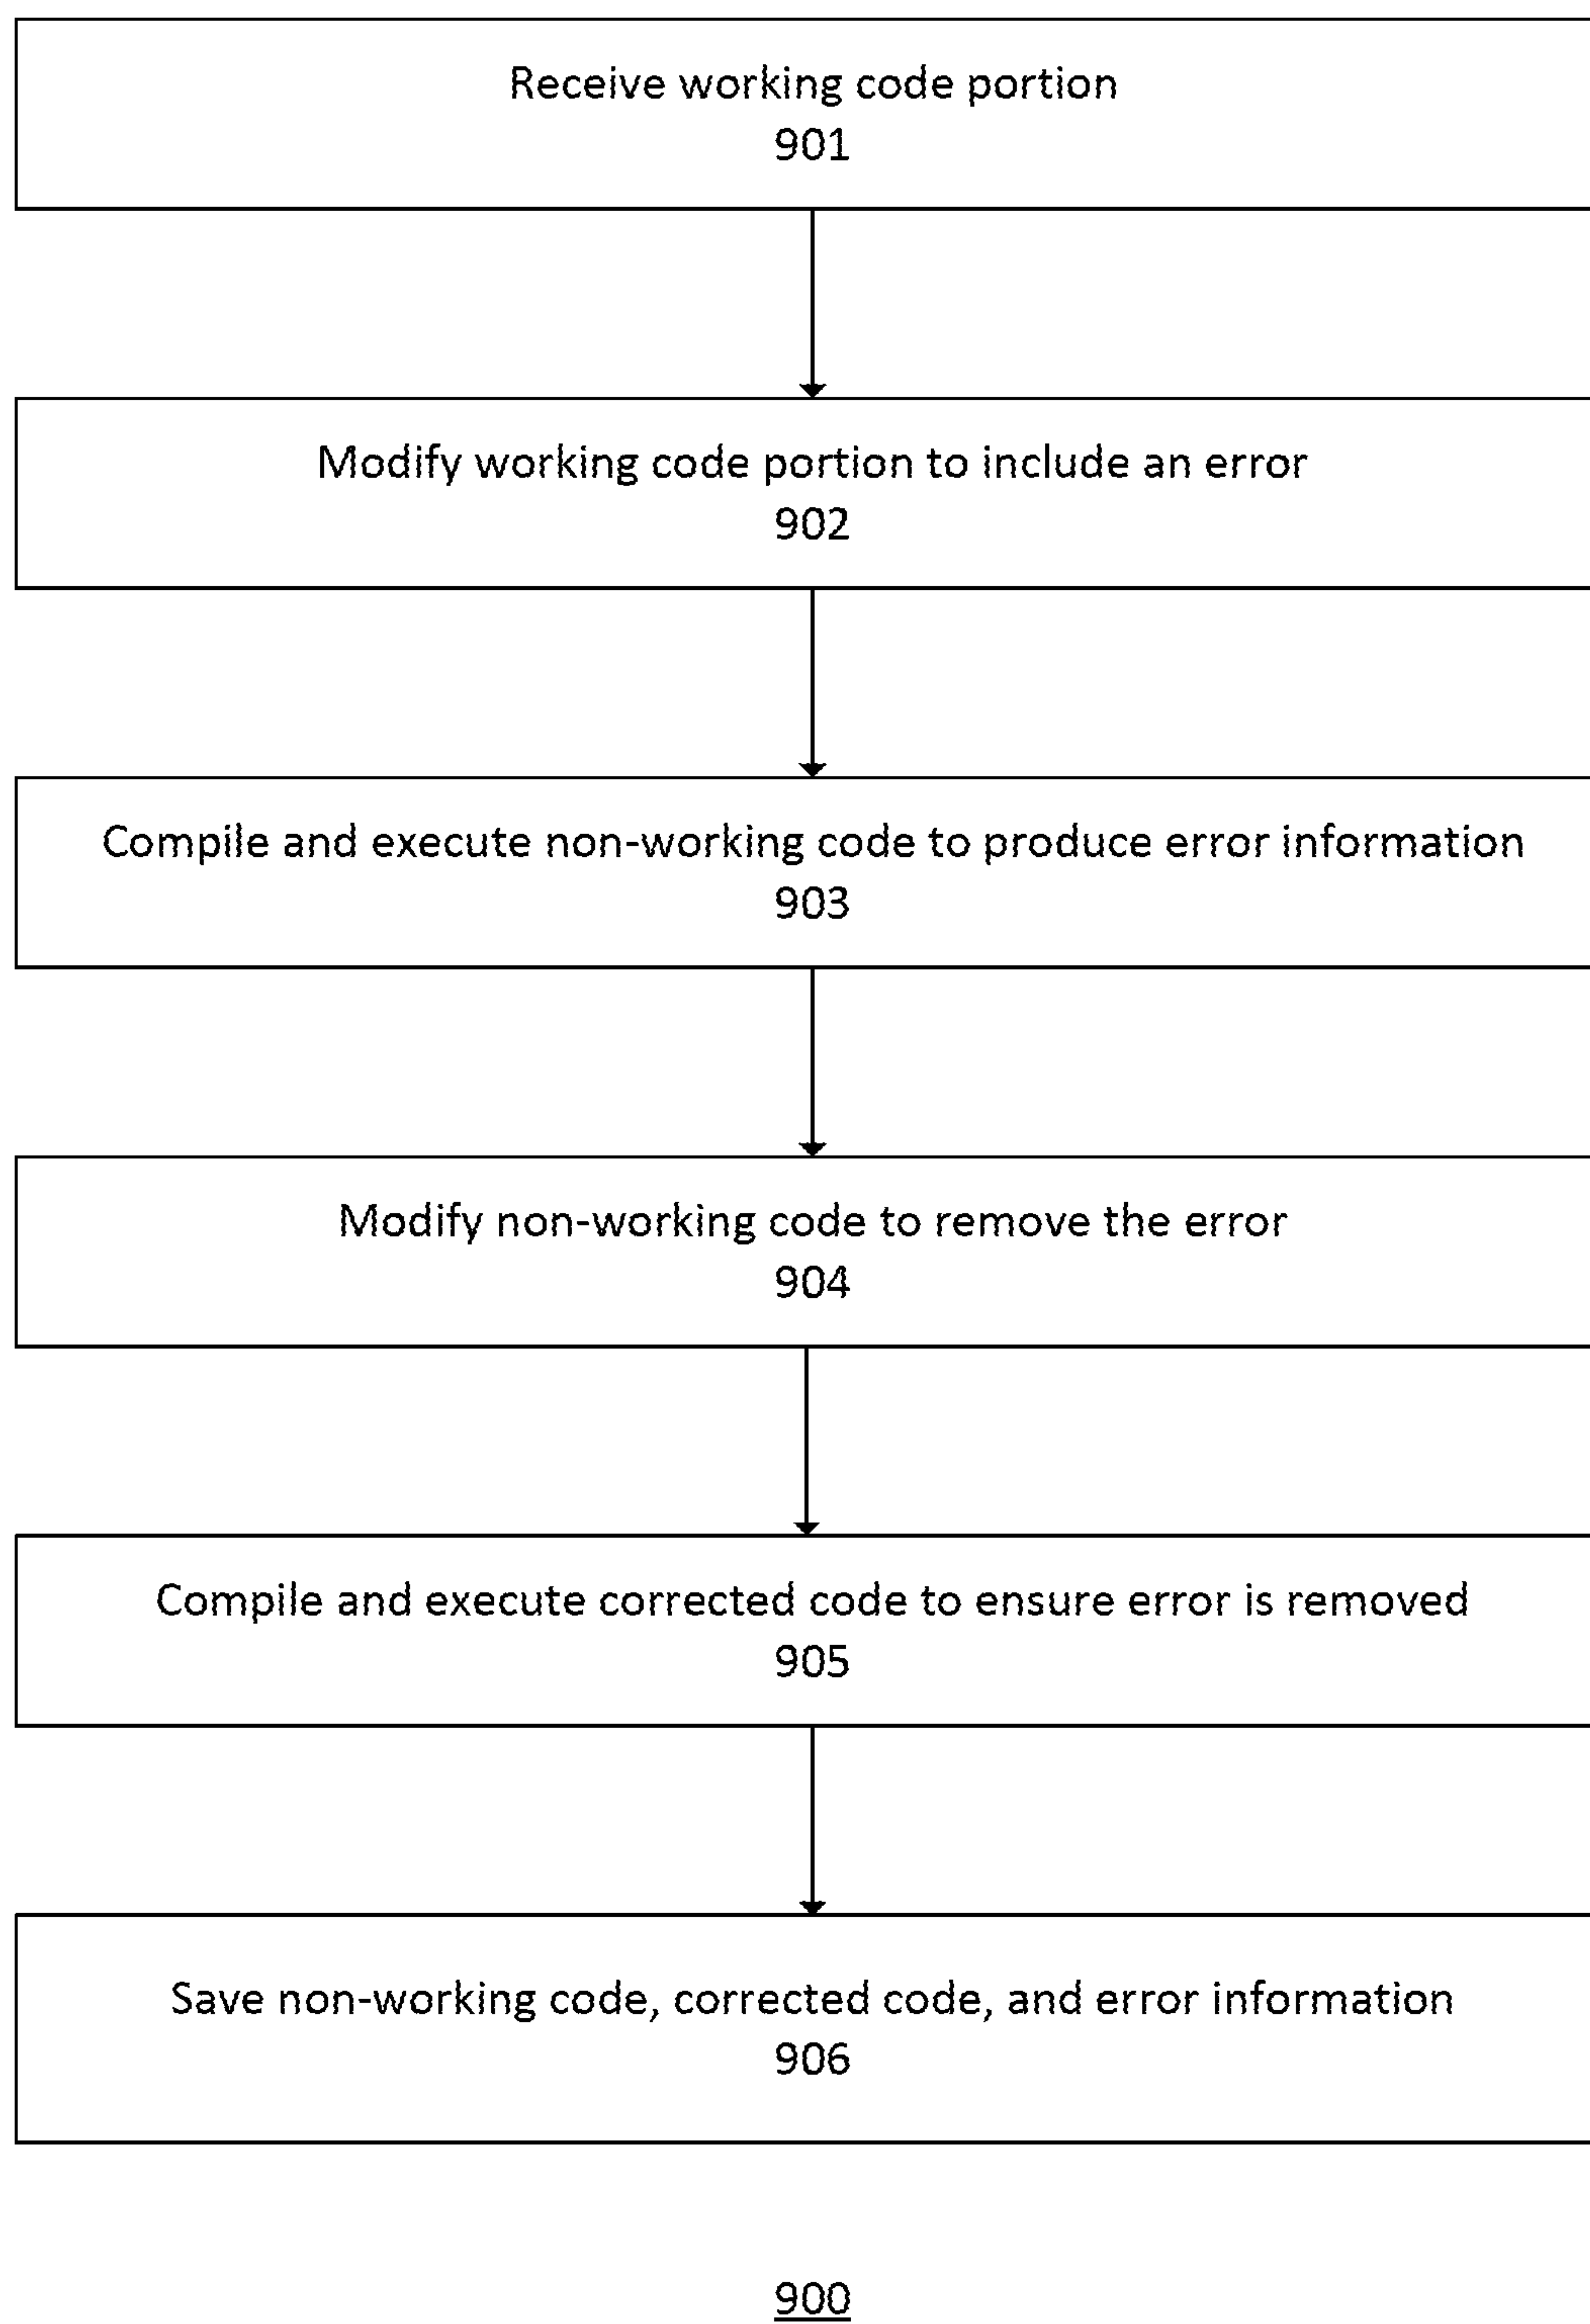 Receive working code portion
901
Modify working code portion to include an error
902
Compile and execute non-working code to produce error information
903
Modify non-working code to remove the error
904
Compile and execute corrected code to ensure error is removed
905
Save non-working code, corrected code, and error information
906
900